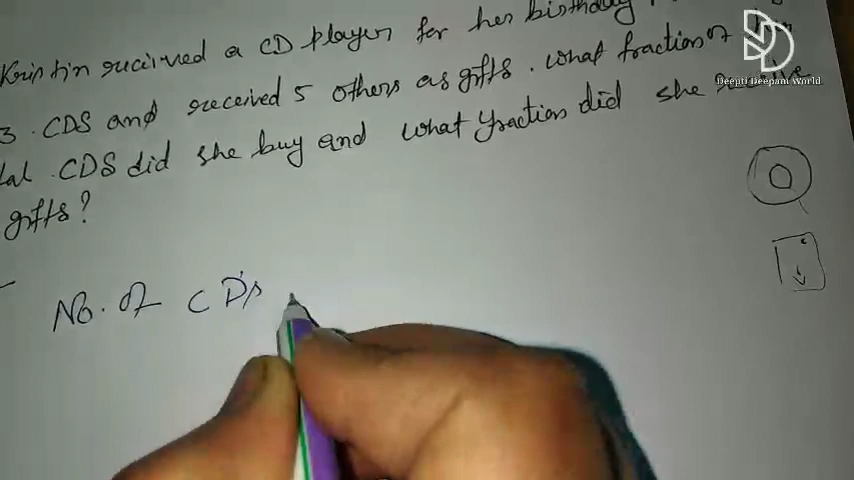 Kristin received a CD player for her birthday
3 . CDS and received 5 others as gifts . what fraction of
CDS did she buy and what fraction did she receive
gifts?
No. of CD's
Deepti Deepam World